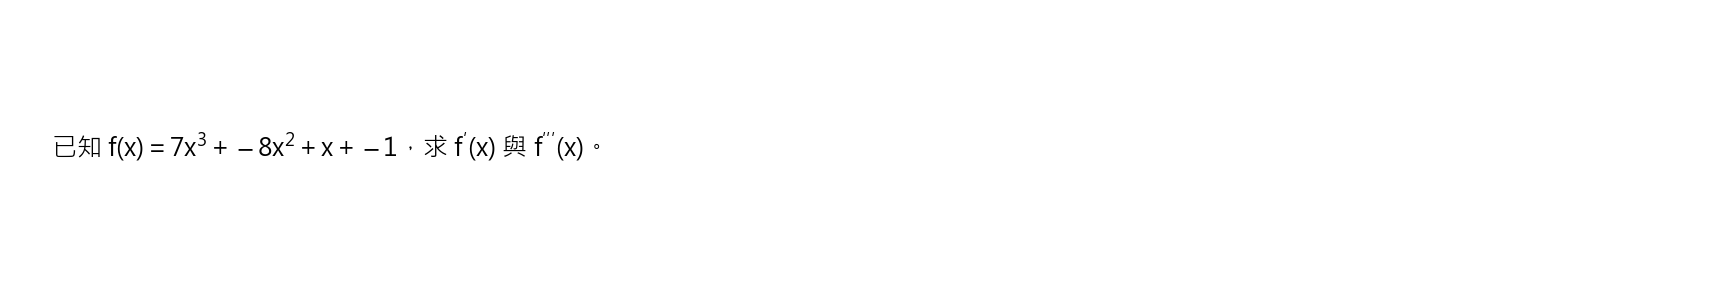 已知 f(x) = 7x³ + −8x² + x + −1，求 f′(x) 與 f‴(x)。